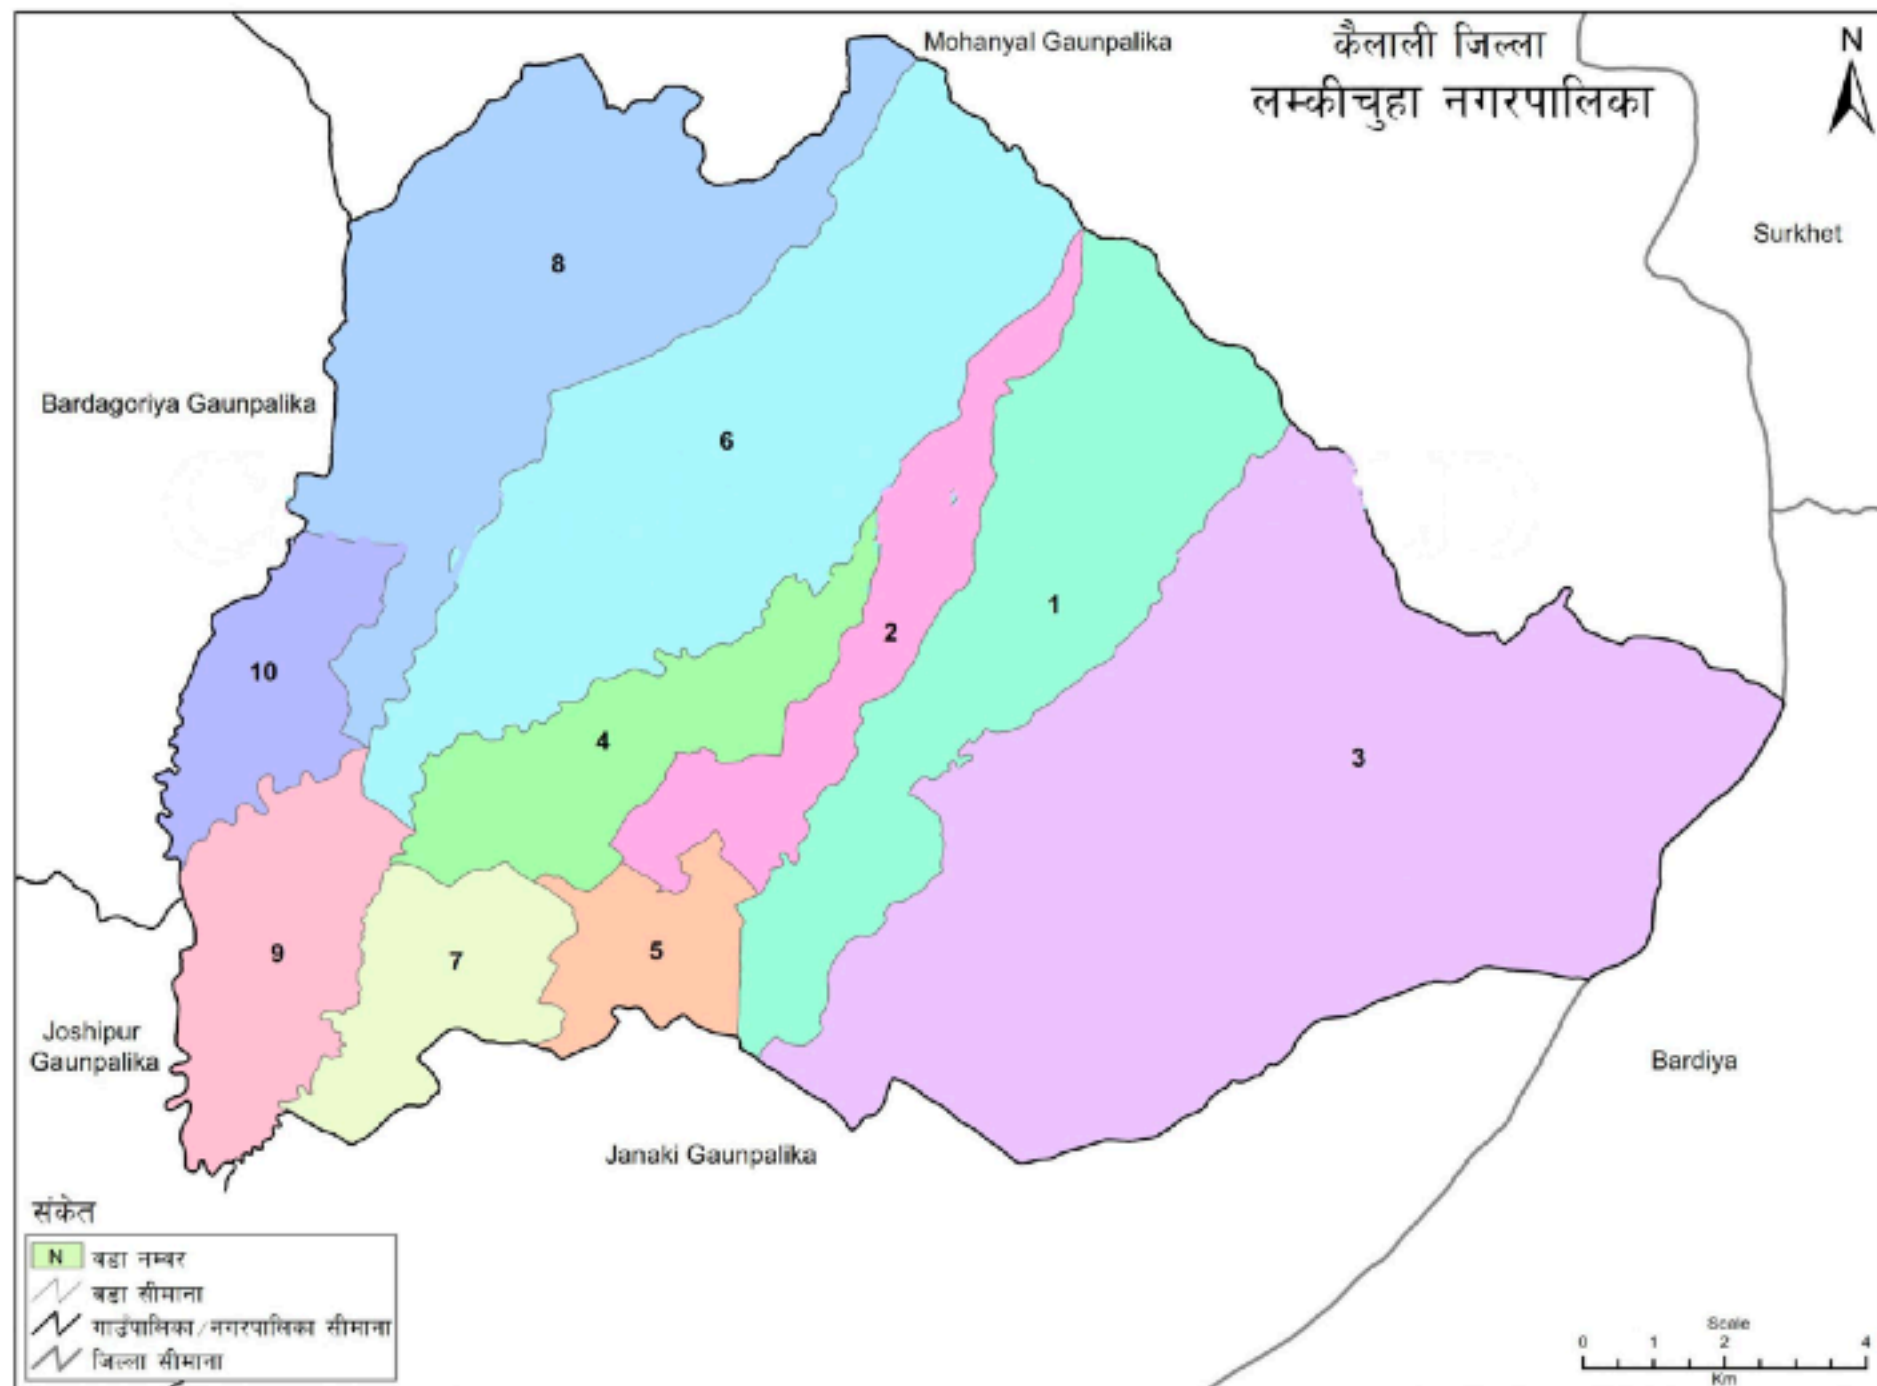 Mohanyal Gaunpalika
कैलाली जिल्ला
लम्कीचुहा नगरपालिका
N
Surkhet
8
Bardagoriya Gaunpalika
6
1
2
10
4
3
9
7
5
Joshipur
Gaunpalika
Bardiya
Janaki Gaunpalika
संकेत
N वडा नम्बर
वडा सीमाना
गाउँपालिका/नगरपालिका सीमाना
जिल्ला सीमाना
Scale
0 1 2 4
Km